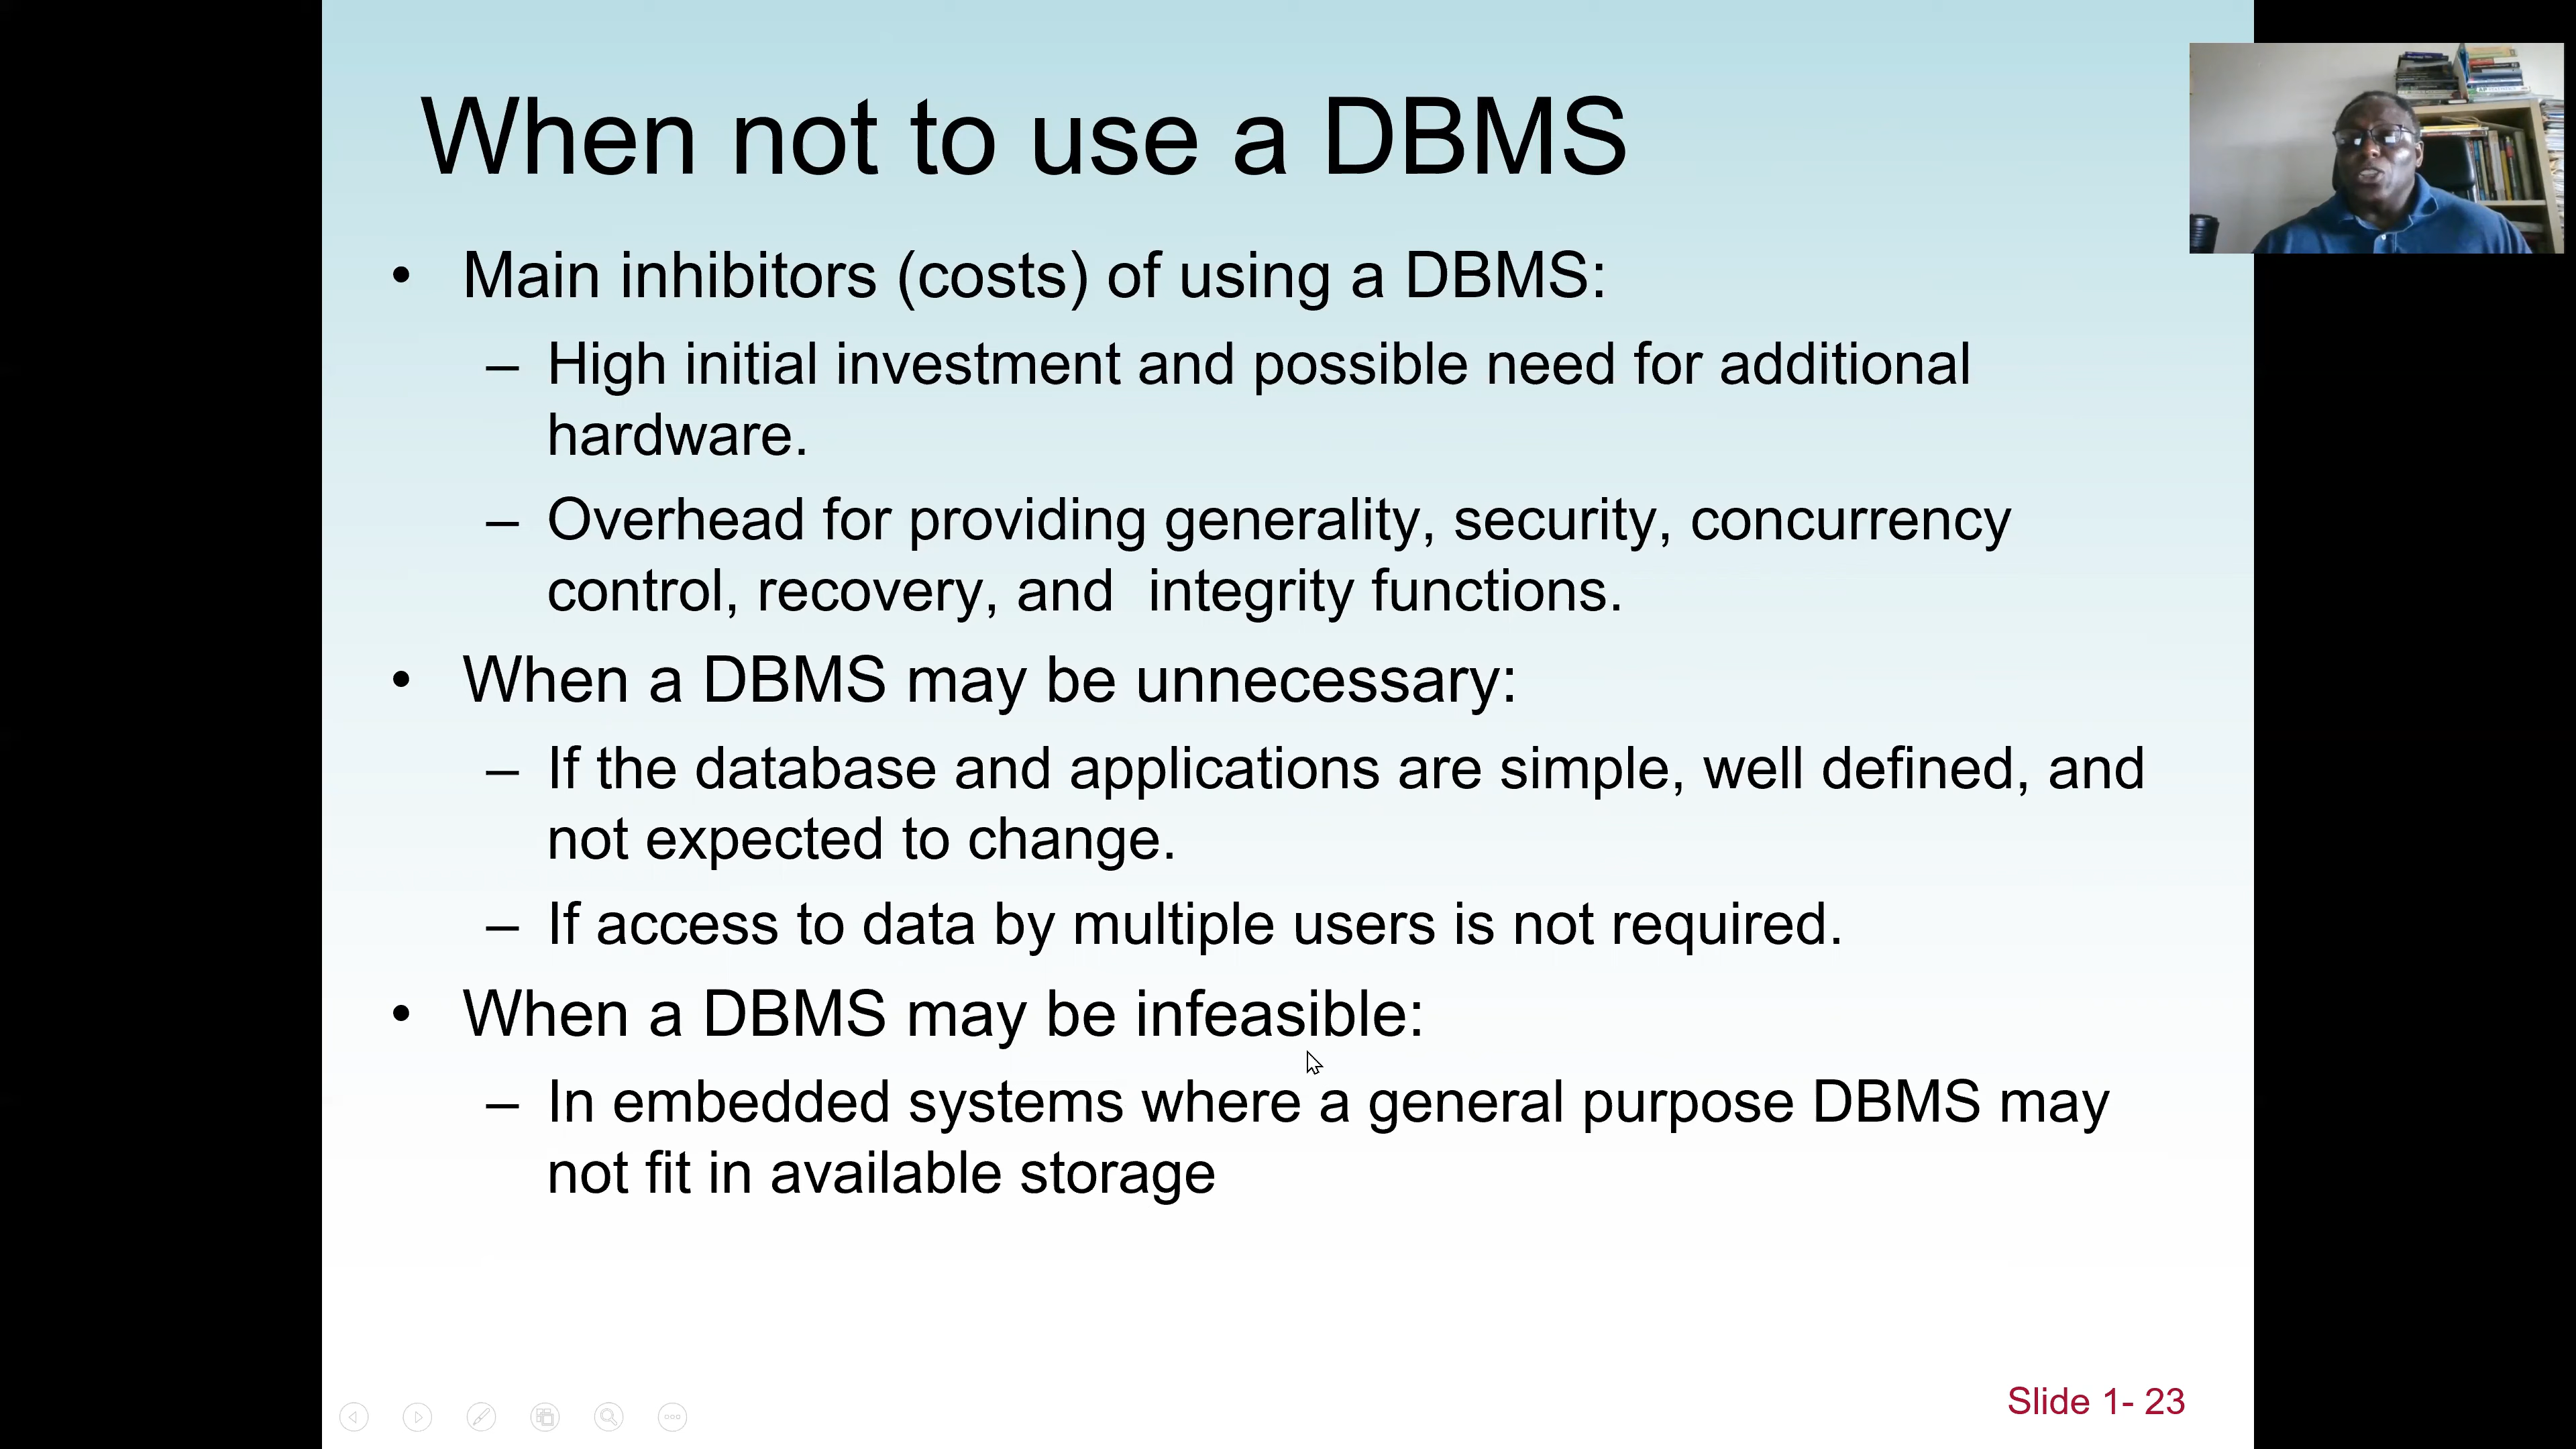 When not to use a DBMS
• Main inhibitors (costs) of using a DBMS:
– High initial investment and possible need for additional
hardware.
– Overhead for providing generality, security, concurrency
control, recovery, and  integrity functions.
• When a DBMS may be unnecessary:
– If the database and applications are simple, well defined, and
not expected to change.
– If access to data by multiple users is not required.
• When a DBMS may be infeasible:
– In embedded systems where a general purpose DBMS may
not fit in available storage
Slide 1- 23